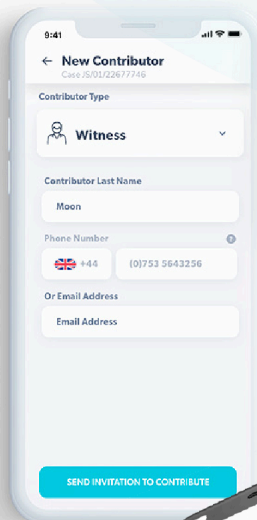 9:41
← New Contributor
Case JS/01/22677746
Contributor Type
Witness
Contributor Last Name
Moon
Phone Number ?
+44 (0)753 5643256
Or Email Address
Email Address
SEND INVITATION TO CONTRIBUTE